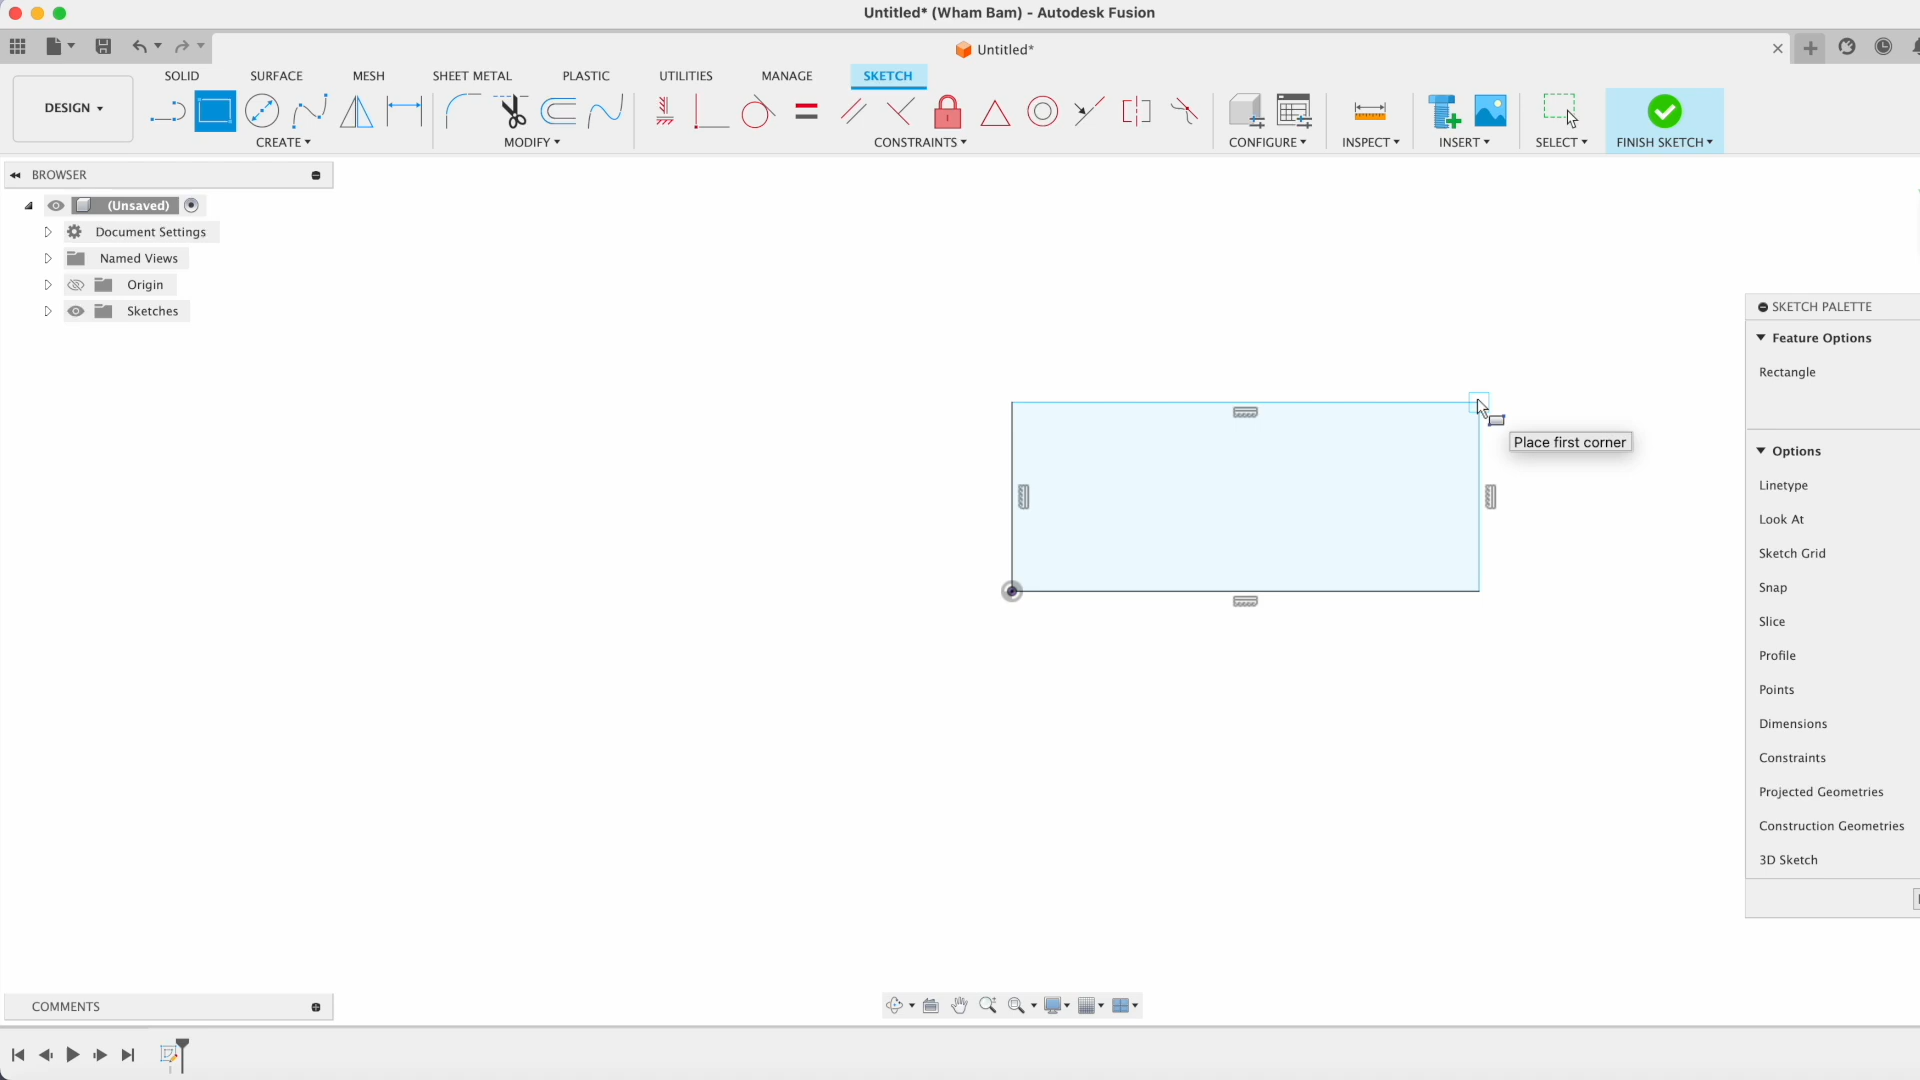 Untitled* (Wham Bam) - Autodesk Fusion
Untitled*
SOLID SURFACE MESH SHEET METAL PLASTIC UTILITIES MANAGE SKETCH
DESIGN
CREATE MODIFY CONSTRAINTS CONFIGURE INSPECT INSERT SELECT FINISH SKETCH
BROWSER
(Unsaved)
Document Settings
Named Views
Origin
Sketches
Place first corner
SKETCH PALETTE
Feature Options
Rectangle
Options
Linetype
Look At
Sketch Grid
Snap
Slice
Profile
Points
Dimensions
Constraints
Projected Geometries
Construction Geometries
3D Sketch
COMMENTS